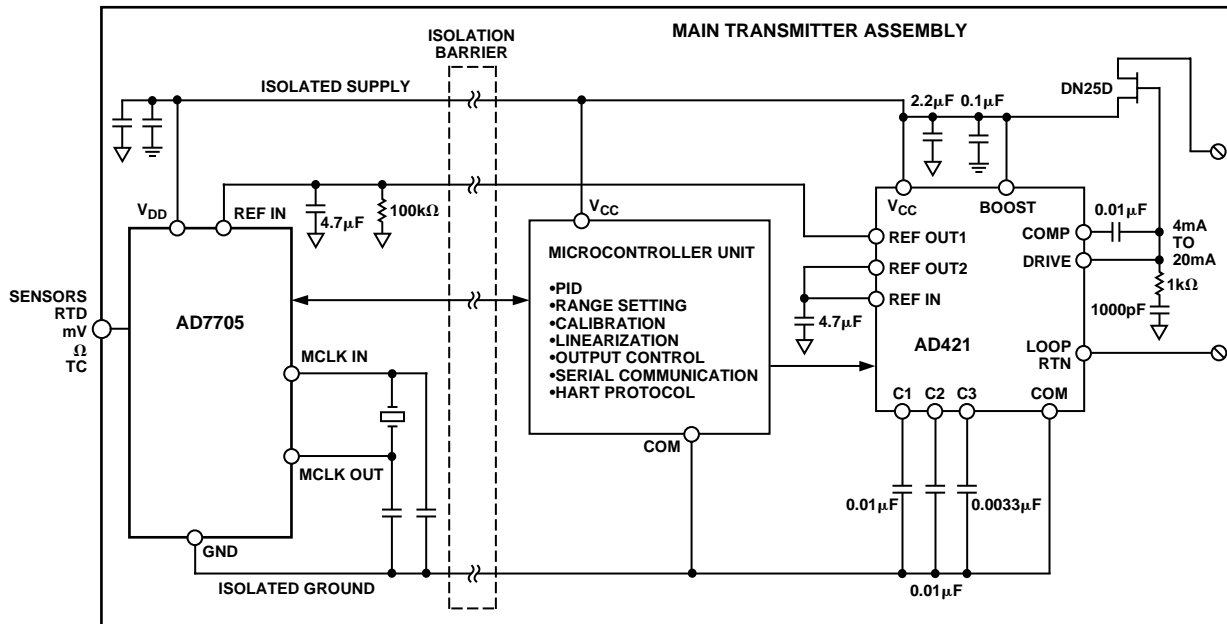 MAIN TRANSMITTER ASSEMBLY
ISOLATION
BARRIER
ISOLATED SUPPLY
DN25D
2.2µF
0.1µF
VDD
REF IN
4.7µF
100kΩ
VCC
VCC
BOOST
0.01µF
COMP
4mA
TO
20mA
DRIVE
1kΩ
1000pF
REF OUT1
REF OUT2
REF IN
4.7µF
AD421
LOOP
RTN
MICROCONTROLLER UNIT
•PID
•RANGE SETTING
•CALIBRATION
•LINEARIZATION
•OUTPUT CONTROL
•SERIAL COMMUNICATION
•HART PROTOCOL
SENSORS
RTD
mV
Ω
TC
AD7705
MCLK IN
MCLK OUT
GND
COM
C1
C2
C3
COM
0.01µF
0.0033µF
0.01µF
ISOLATED GROUND